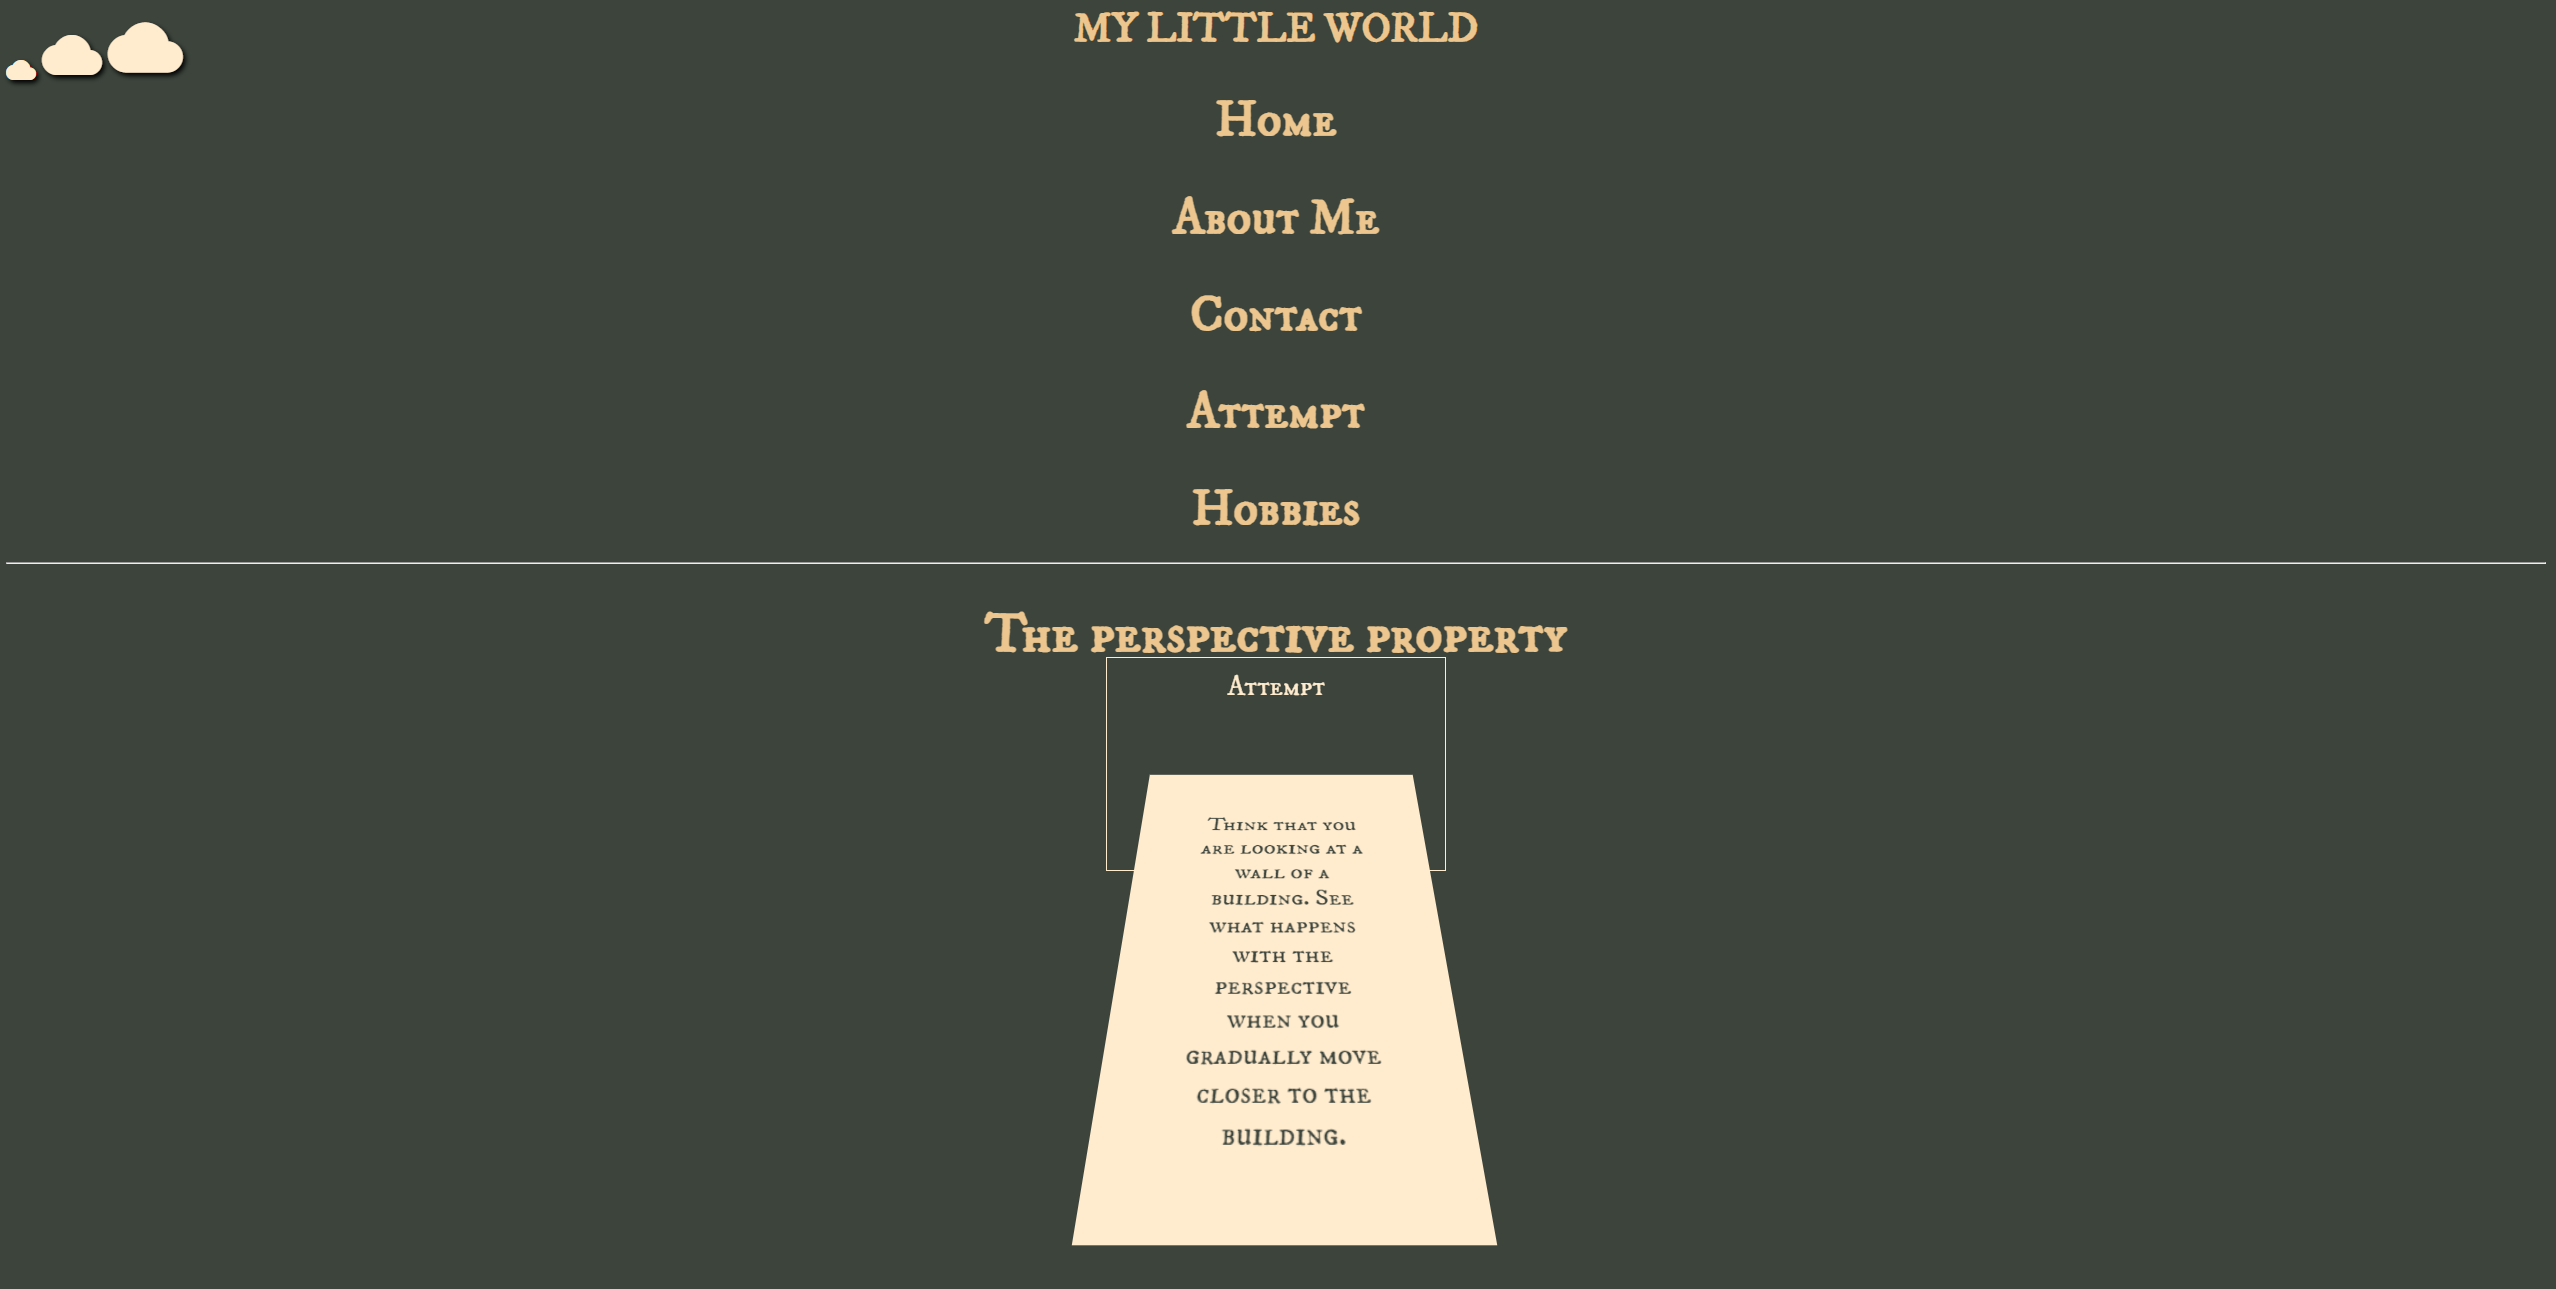 MY LITTLE WORLD
Home
About Me
Contact
Attempt
Hobbies
The perspective property
Attempt
Think that you
are looking at a
wall of a
building. See
what happens
with the
perspective
when you
gradually move
closer to the
building.